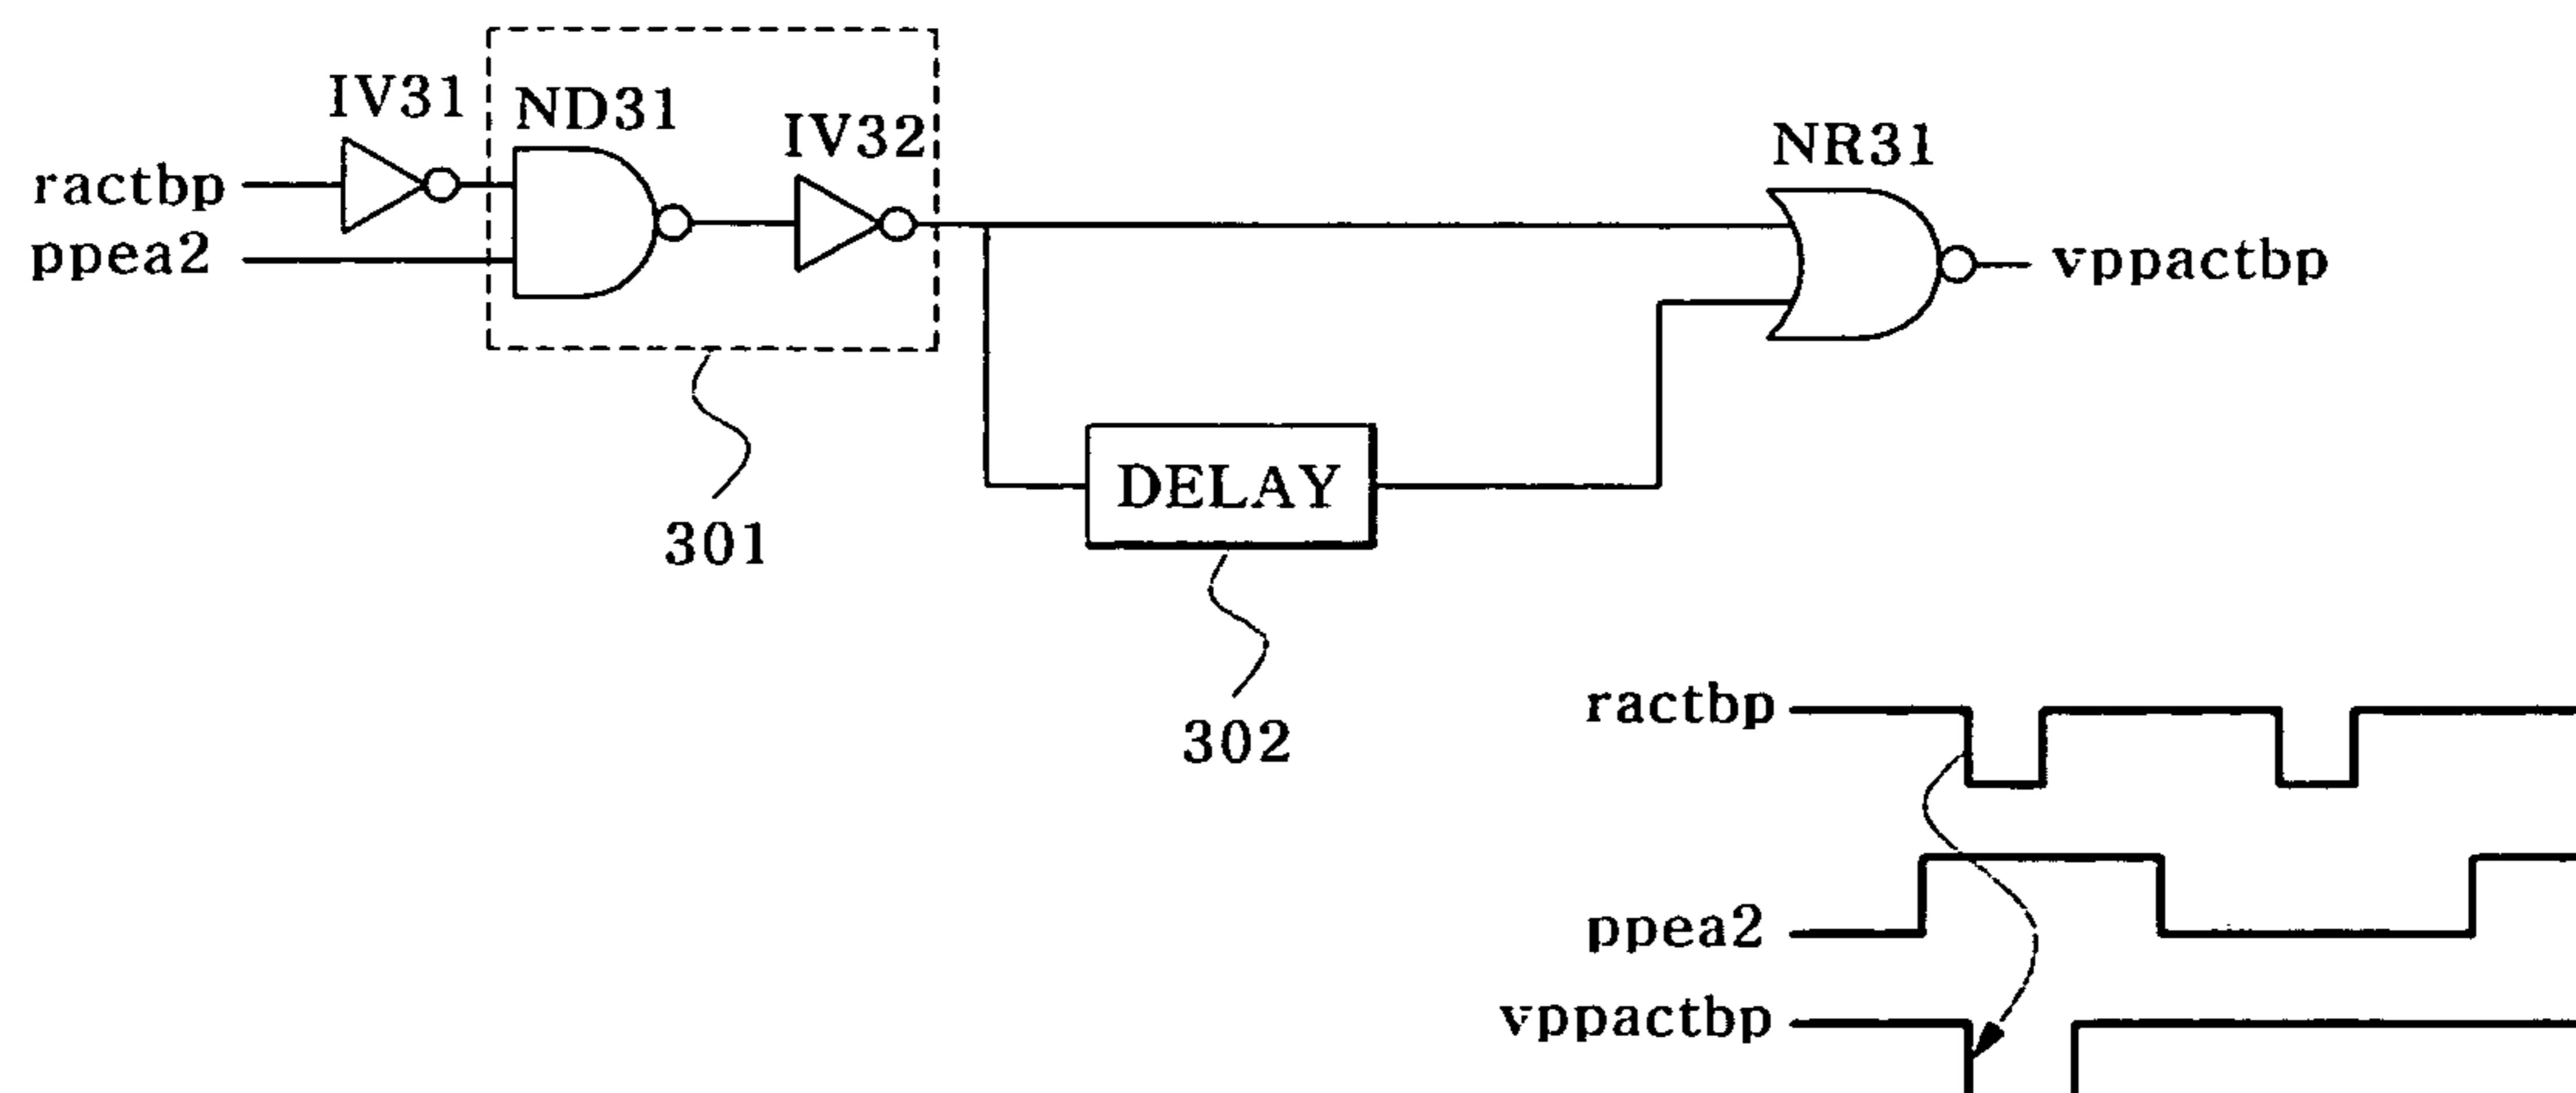 IV31
ND31
IV32
NR31
ractbp
ppea2
vppactbp
DELAY
301
302
ractbp
ppea2
vppactbp